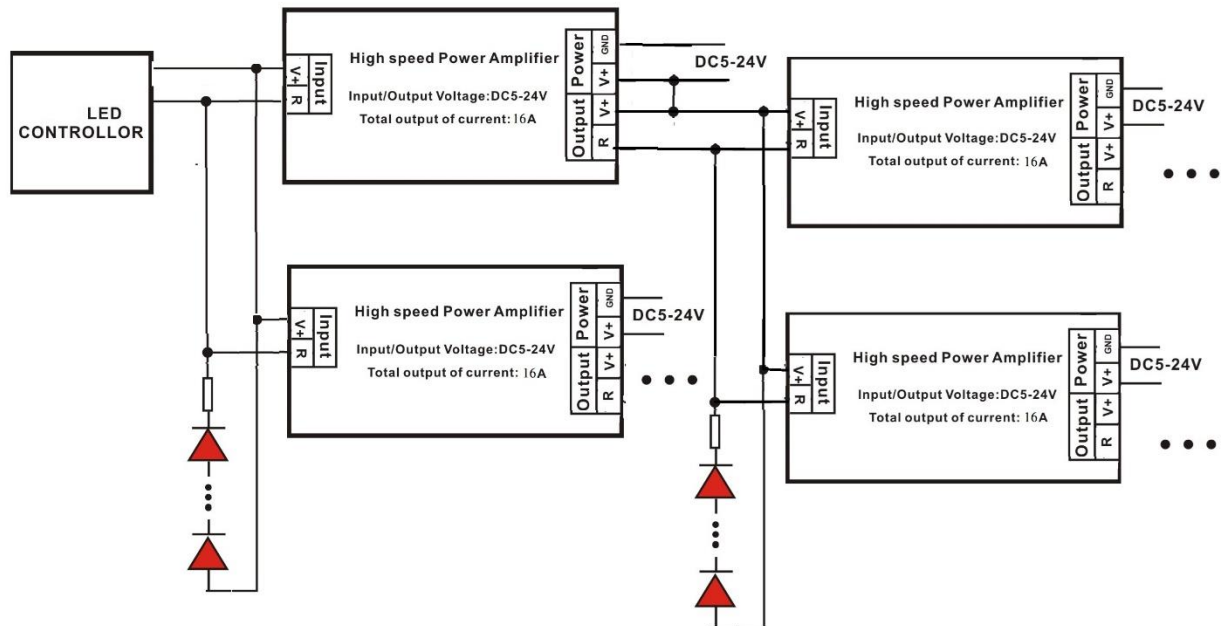 LED
CONTROLLOR
V+
R
Input
High speed Power Amplifier
Input/Output Voltage:DC5-24V
Total output of current: 16A
Power
Output
GND
V+
V+
R
DC5-24V
V+
R
Input
High speed Power Amplifier
Input/Output Voltage:DC5-24V
Total output of current: 16A
Power
Output
GND
V+
V+
R
DC5-24V
V+
R
Input
High speed Power Amplifier
Input/Output Voltage:DC5-24V
Total output of current: 16A
Power
Output
GND
V+
V+
R
DC5-24V
V+
R
Input
High speed Power Amplifier
Input/Output Voltage:DC5-24V
Total output of current: 16A
Power
Output
GND
V+
V+
R
DC5-24V